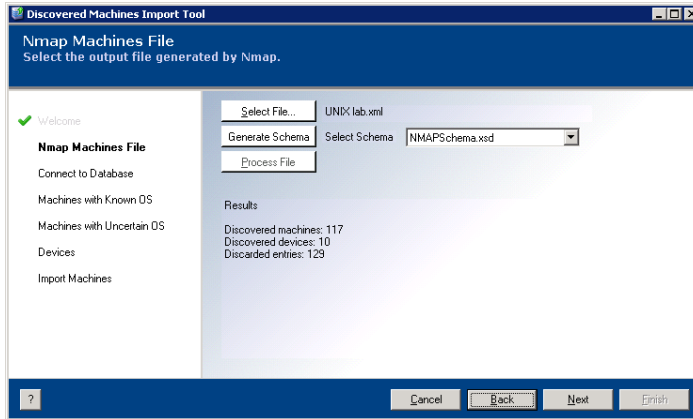 Discovered Machines Import Tool
Nmap Machines File
Select the output file generated by Nmap.
Welcome
Nmap Machines File
Connect to Database
Machines with Known OS
Machines with Uncertain OS
Devices
Import Machines
Select File... UNIX lab.xml
Generate Schema Select Schema NMAPSchema.xsd
Process File
Results
Discovered machines: 117
Discovered devices: 10
Discarded entries: 129
? Cancel Back Next Finish